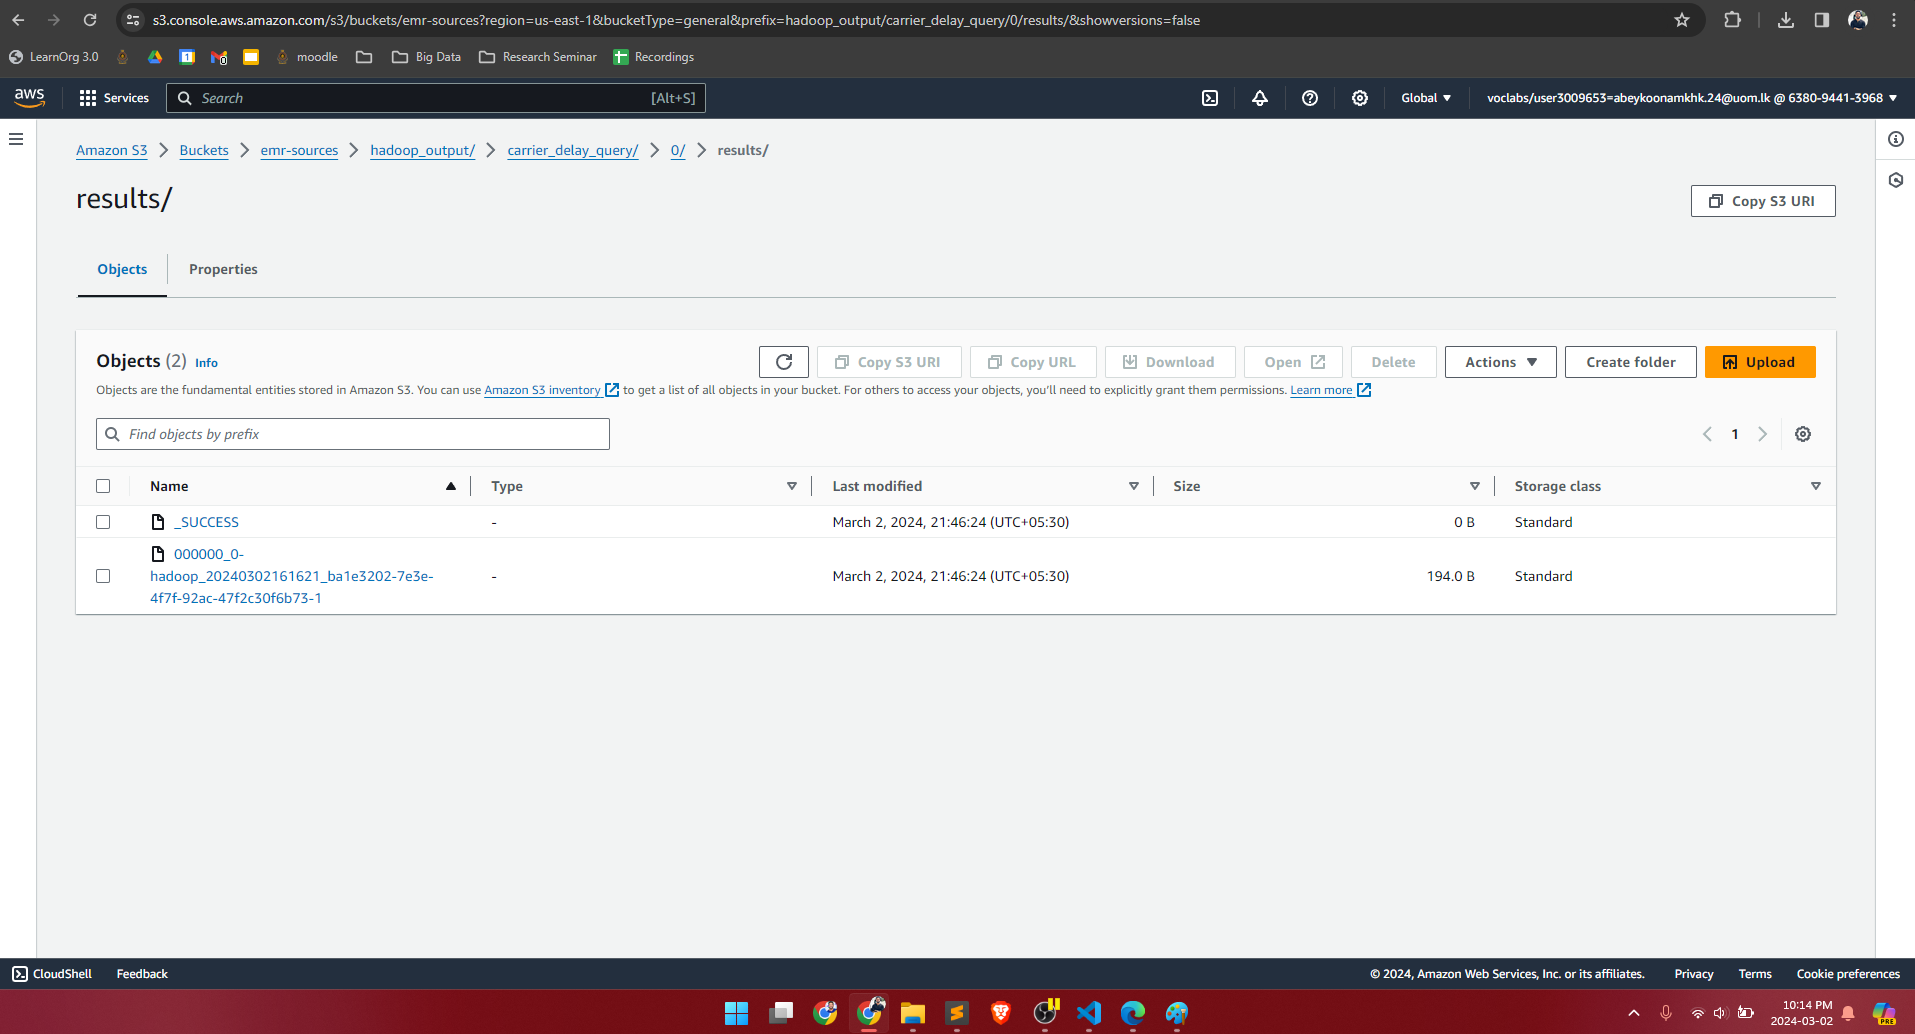 s3.console.aws.amazon.com/s3/buckets/emr-sources?region=us-east-1&bucketType=general&prefix=hadoop_output/carrier_delay_query/0/results/&showversions=false
LearnOrg 3.0 moodle Big Data Research Seminar Recordings
aws Services Search [Alt+S] Global voclabs/user3009653=abeykoonamkhk.24@uom.lk @ 6380-9441-3968
Amazon S3 Buckets emr-sources hadoop_output/ carrier_delay_query/ 0/ results/
results/
Copy S3 URI
Objects Properties
Objects (2) Info
Copy S3 URI Copy URL Download Open Delete Actions Create folder Upload
Objects are the fundamental entities stored in Amazon S3. You can use Amazon S3 inventory to get a list of all objects in your bucket. For others to access your objects, you'll need to explicitly grant them permissions. Learn more
Find objects by prefix
1
Name Type Last modified Size Storage class
_SUCCESS - March 2, 2024, 21:46:24 (UTC+05:30) 0 B Standard
000000_0-
hadoop_20240302161621_ba1e3202-7e3e- - March 2, 2024, 21:46:24 (UTC+05:30) 194.0 B Standard
4f7f-92ac-47f2c30f6b73-1
CloudShell Feedback © 2024, Amazon Web Services, Inc. or its affiliates. Privacy Terms Cookie preferences
10:14 PM
2024-03-02
PRE